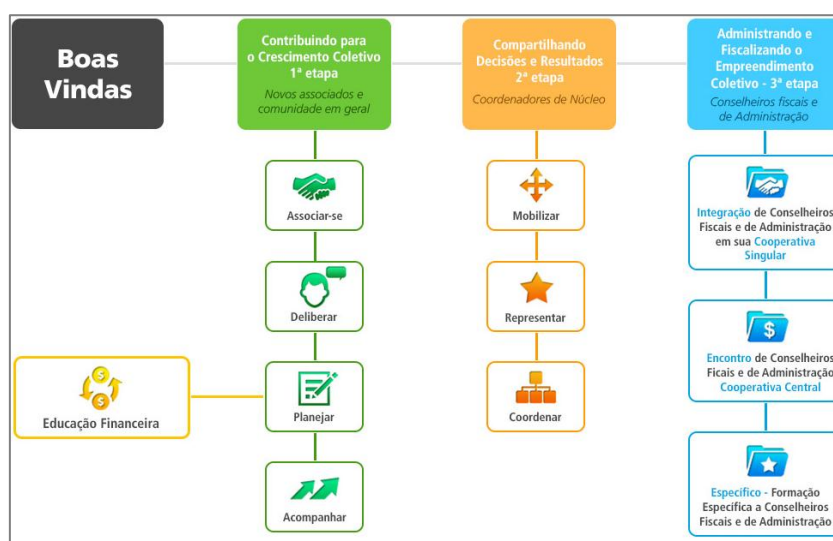 Boas
Vindas
Contribuindo para
o Crescimento Coletivo
1ª etapa
Novos associados e
comunidade em geral
Compartilhando
Decisões e Resultados
2ª etapa
Coordenadores de Núcleo
Administrando e
Fiscalizando o
Empreendimento
Coletivo - 3ª etapa
Conselheiros fiscais e
de Administração
Associar-se
Deliberar
Planejar
Acompanhar
Educação Financeira
Mobilizar
Representar
Coordenar
Integração de Conselheiros
Fiscais e de Administração
em sua Cooperativa
Singular
$
Encontro de Conselheiros
Ficais e de Administração
Cooperativa Central
Específico - Formação
Específica a Conselheiros
Fiscais e de Administração